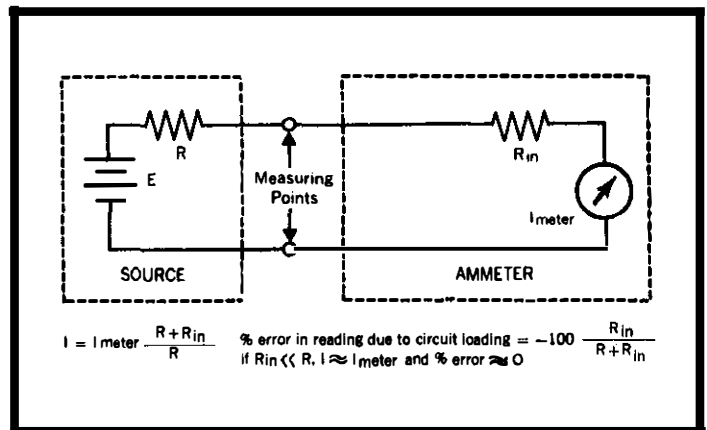 R
E
Measuring
Points
Rin
Imeter
SOURCE
AMMETER
I = Imeter R+Rin / R
% error in reading due to circuit loading = −100 Rin / R+Rin
if Rin << R, I ≈ Imeter and % error ≈ O